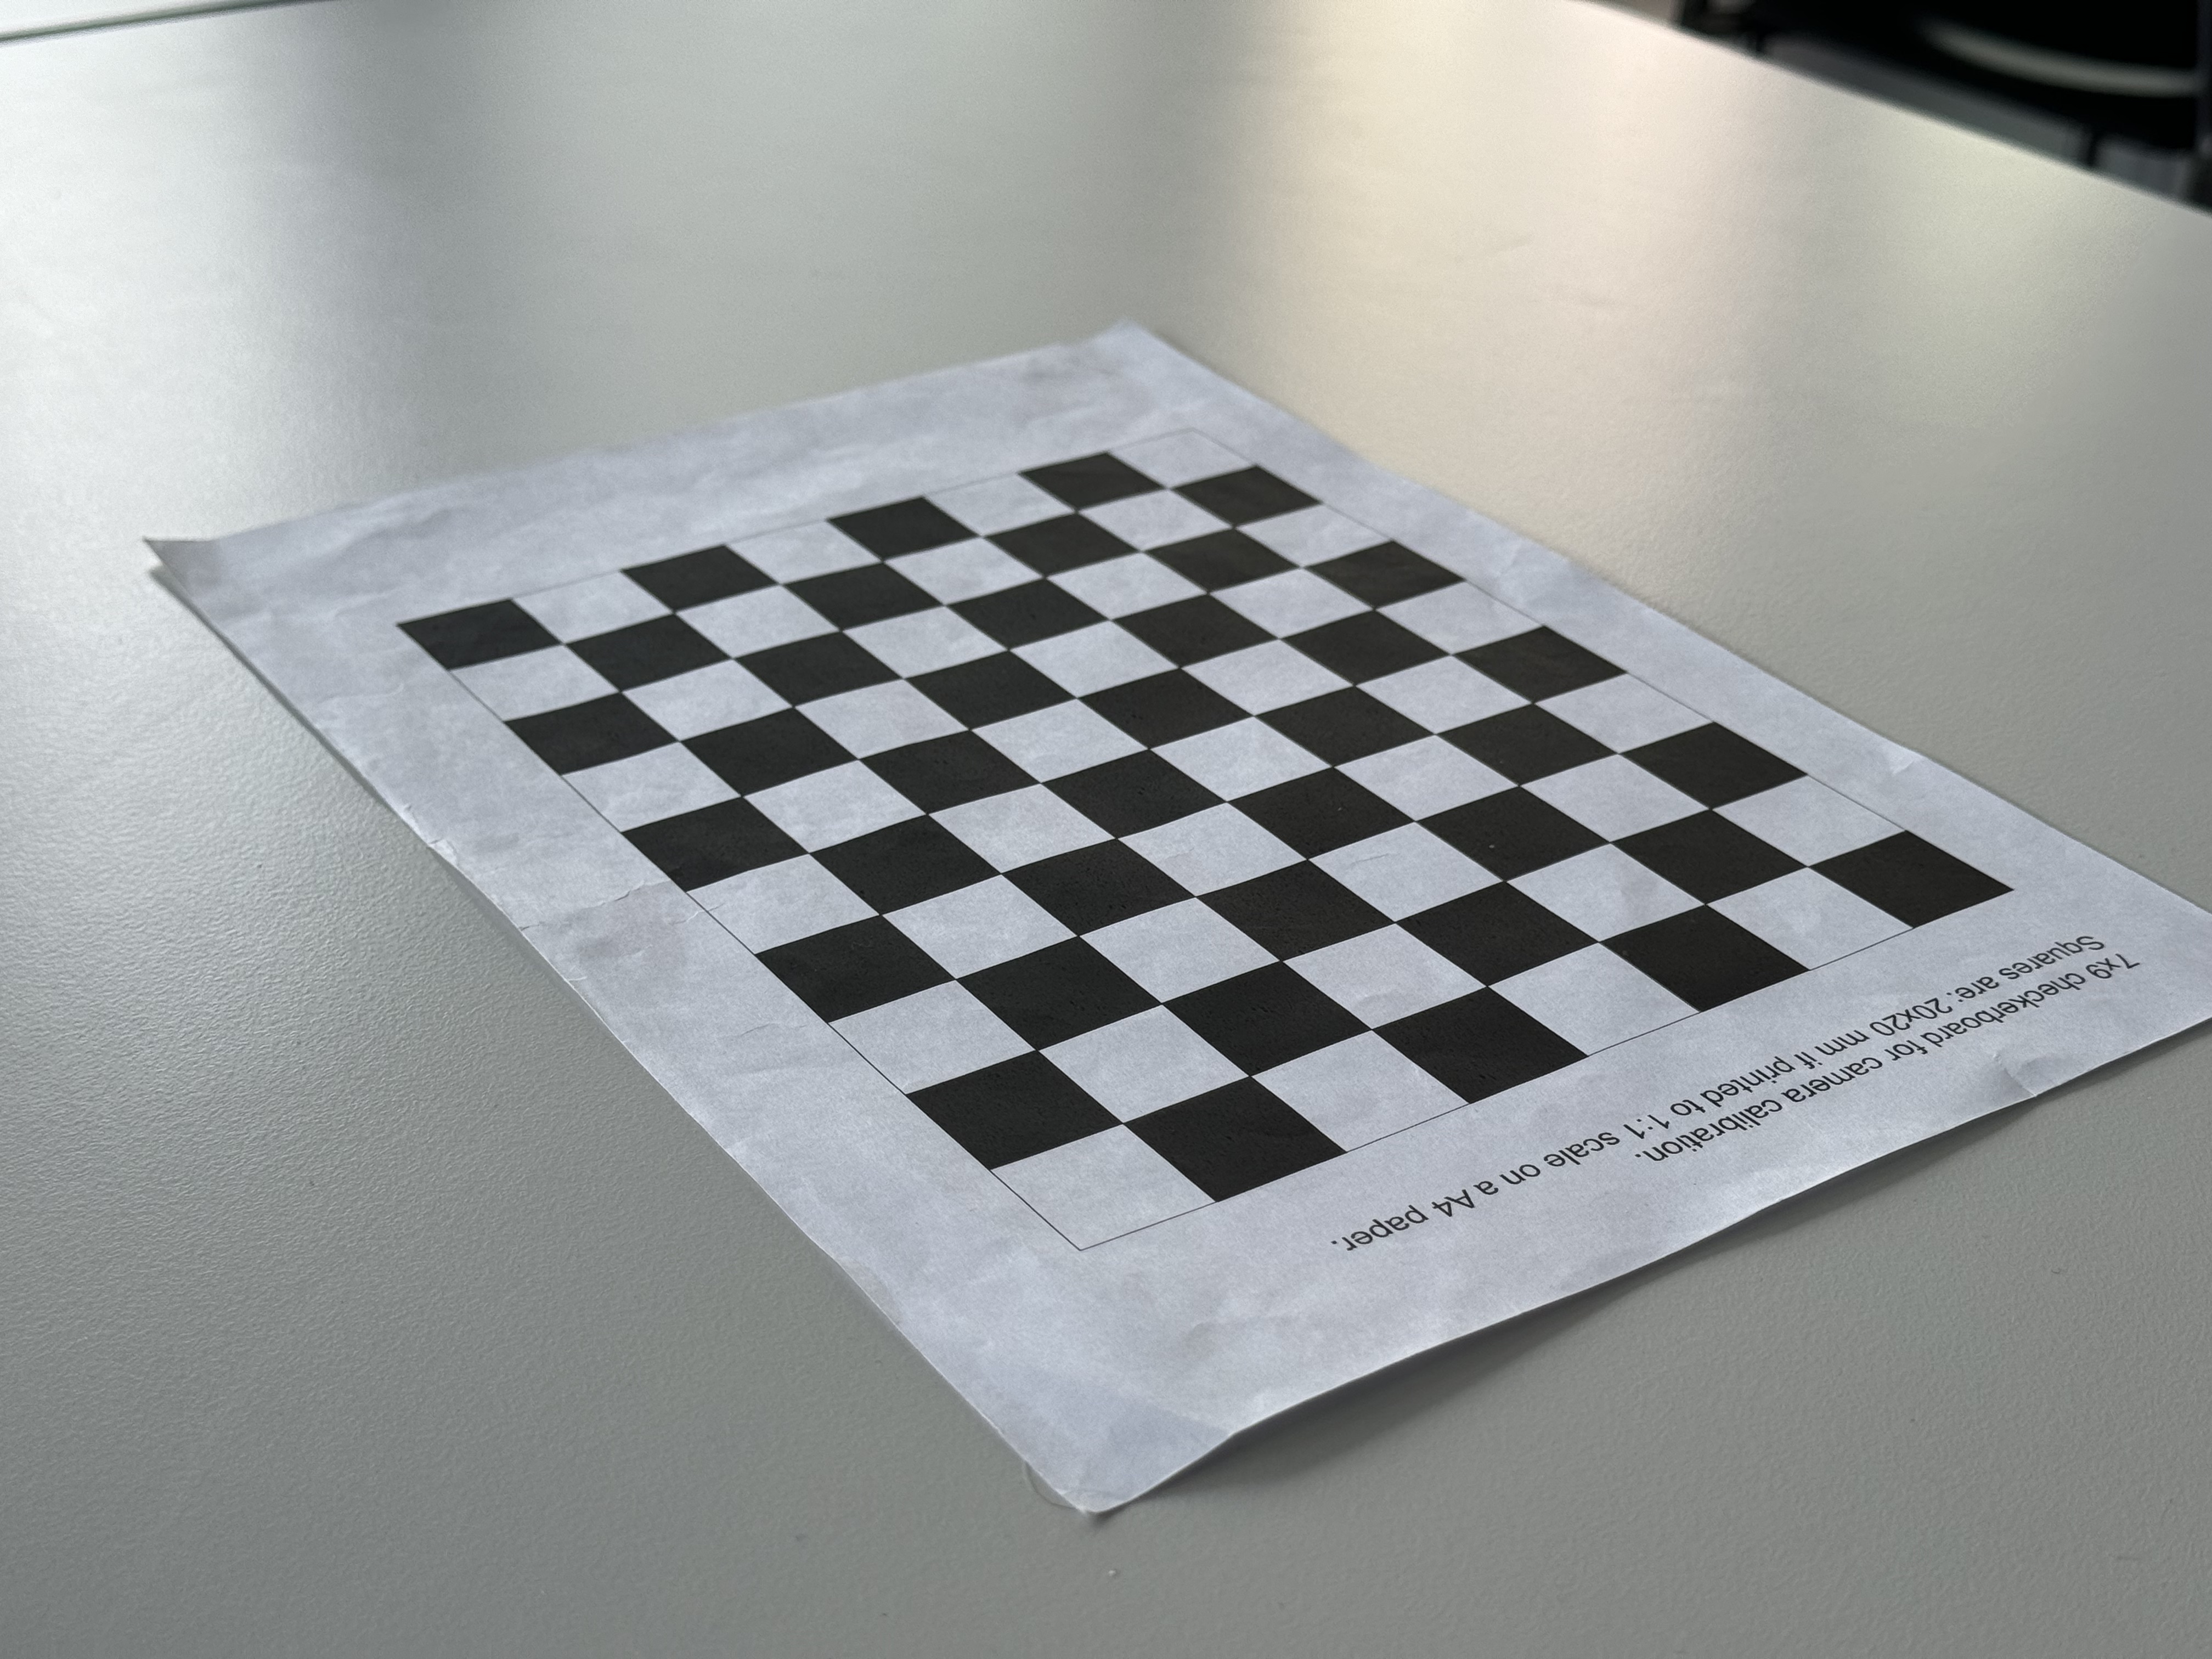 7x9 checkerboard for camera calibration.
Squares are: 20x20 mm if printed to 1:1 scale on a A4 paper.